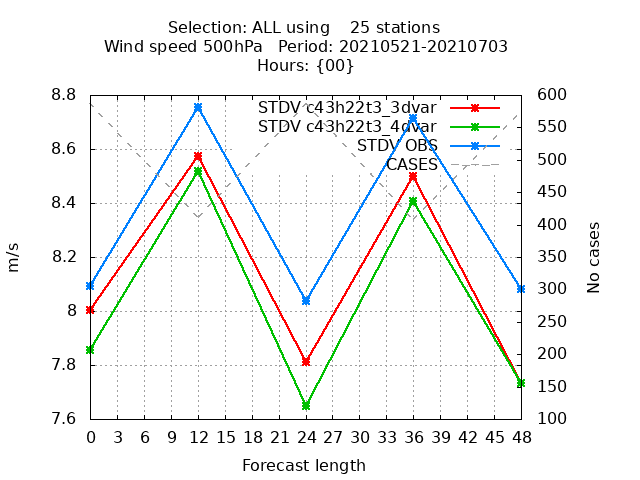 Selection: ALL using    25 stations
Wind speed 500hPa   Period: 20210521-20210703
Hours: {00}
STDV c43h22t3_3dvar
STDV c43h22t3_4dvar
STDV OBS
CASES
8.8
8.6
8.4
8.2
8
7.8
7.6
600
550
500
450
400
350
300
250
200
150
100
m/s
No cases
0 3 6 9 12 15 18 21 24 27 30 33 36 39 42 45 48
Forecast length